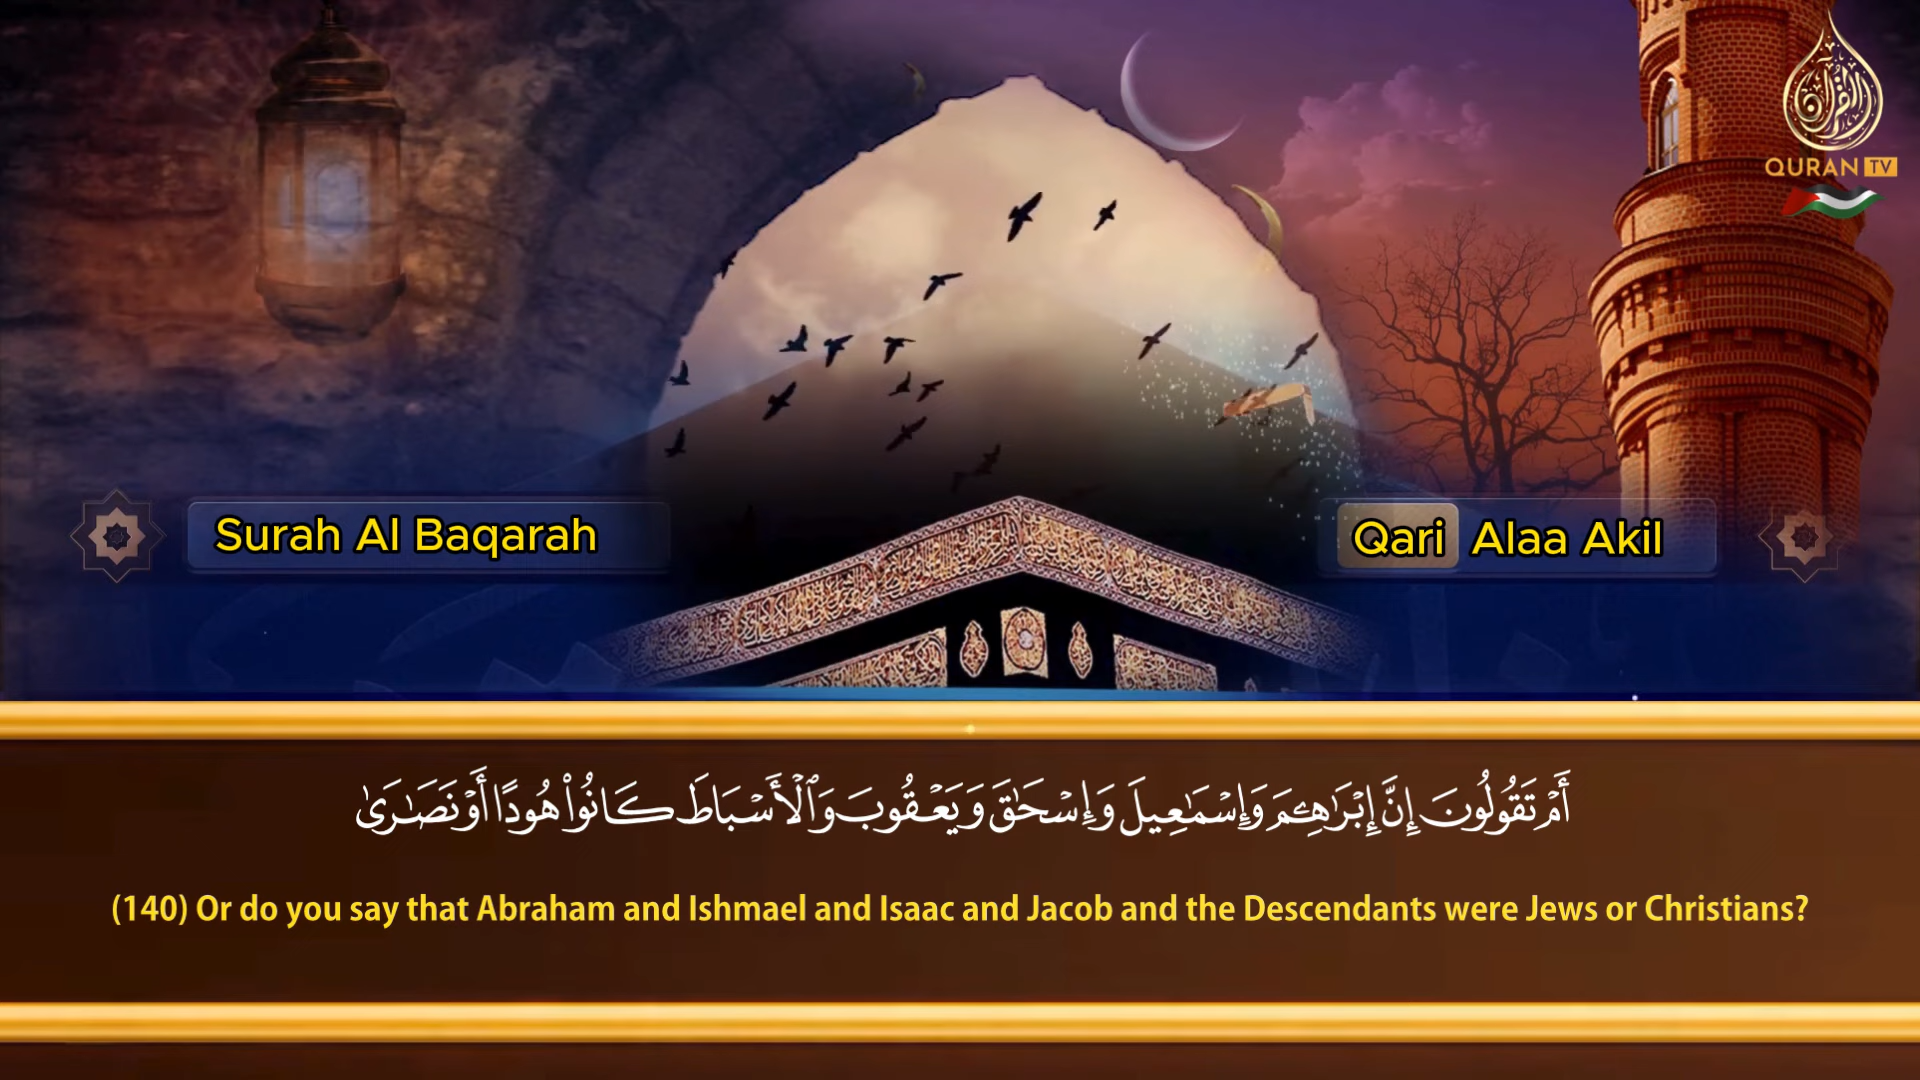 القرآن
QURAN TV
Surah Al Baqarah
Qari Alaa Akil
أَمْ تَقُولُونَ إِنَّ إِبْرَٰهِـۧمَ وَإِسْمَـٰعِيلَ وَإِسْحَـٰقَ وَيَعْقُوبَ وَٱلْأَسْبَاطَ كَانُوا۟ هُودًا أَوْ نَصَـٰرَىٰ
(140) Or do you say that Abraham and Ishmael and Isaac and Jacob and the Descendants were Jews or Christians?